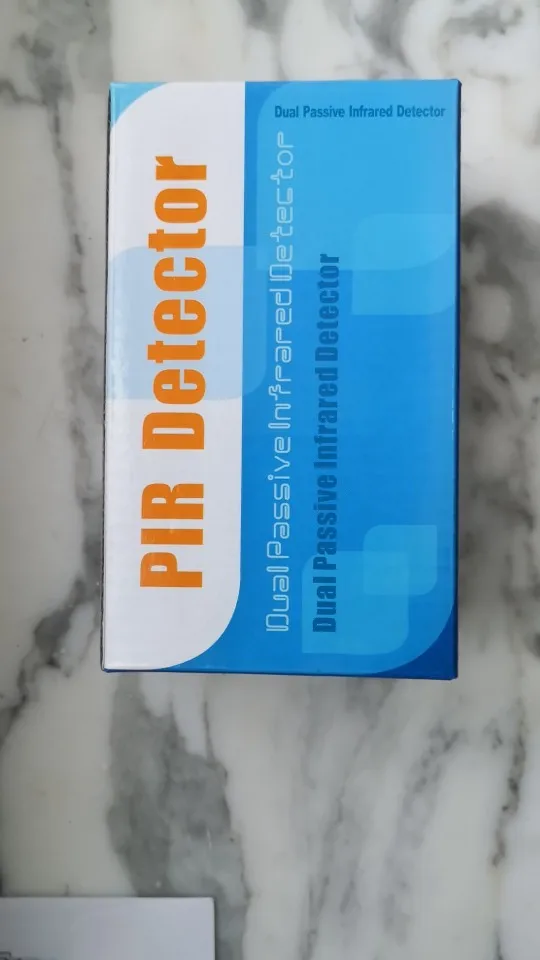 Dual Passive Infrared Detector
PIR Detector
Dual Passive Infrared Detector
Dual Passive Infrared Detector